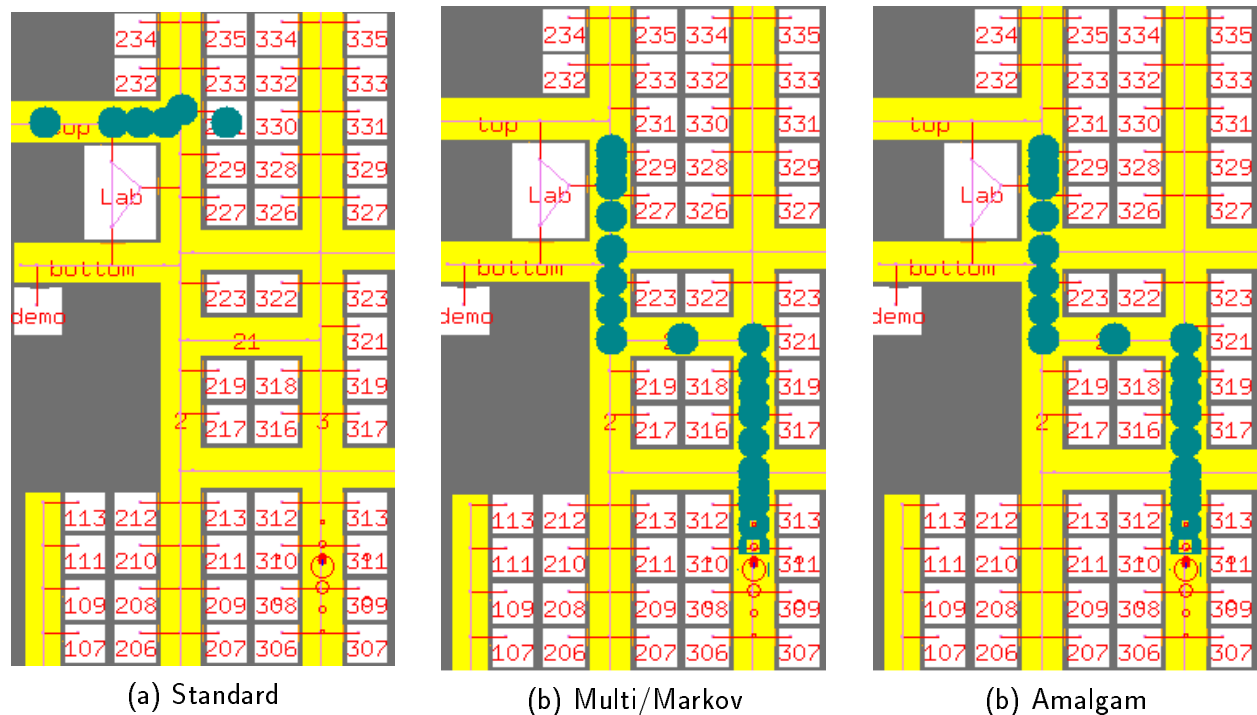 234 235 334 335
232 233 332 333
top 330 331
229 328 329
Lab
227 326 327
bottom
223 322 323
demo
21 321
219 318 319
2 217 316 3 317
113 212 213 312 313
111 210 211 310 311
109 208 209 308 309
107 206 207 306 307
(a) Standard
234 235 334 335
232 233 332 333
top 231 330 331
229 328 329
Lab
227 326 327
bottom
223 322 323
demo
321
219 318 319
2 217 316 317
113 212 213 312 313
111 210 211 310 311
109 208 209 308 309
107 206 207 306 307
(b) Multi/Markov
234 235 334 335
232 233 332 333
top 231 330 331
229 328 329
Lab
227 326 327
bottom
223 322 323
demo
321
219 318 319
2 217 316 317
113 212 213 312 313
111 210 211 310 311
109 208 209 308 309
107 206 207 306 307
(b) Amalgam